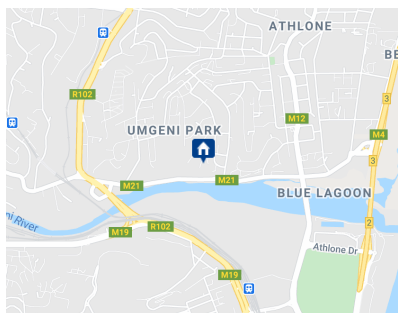 ATHLONE
BE
3
R102
M12
UMGENI PARK
M4
3
M21
M21
BLUE LAGOON
ni River
R102
2
M19
Athlone Dr
M19